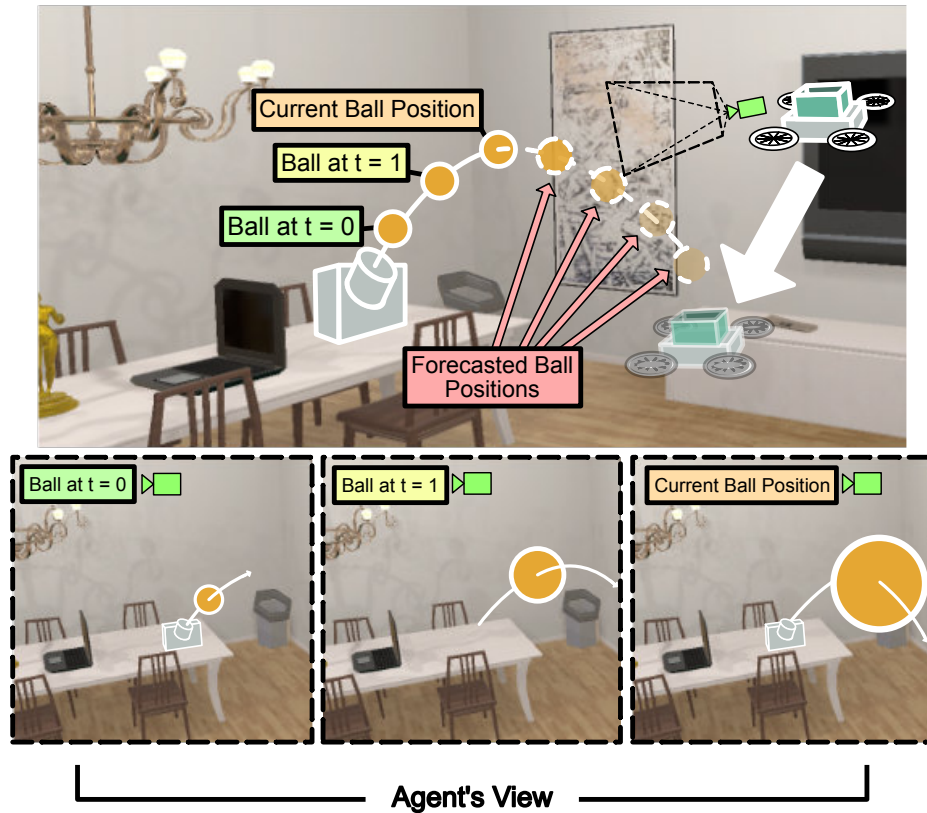 Current Ball Position
Ball at t = 1
Ball at t = 0
Forecasted Ball
Positions
Ball at t = 0
Ball at t = 1
Current Ball Position
Agent's View